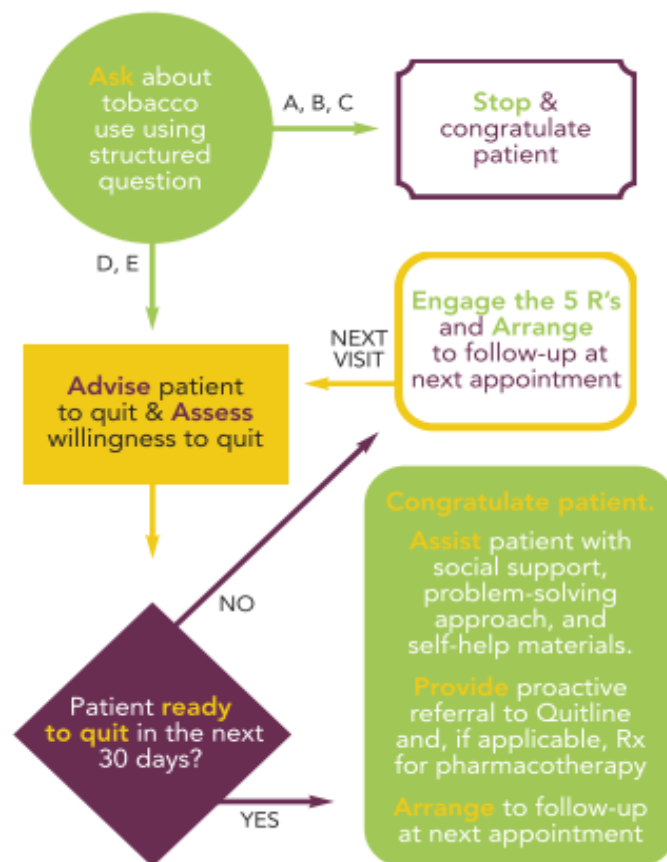 Ask about
tobacco
use using
structured
question
A, B, C
Stop &
congratulate
patient
D, E
Advise patient
to quit & Assess
willingness to quit
NEXT
VISIT
Engage the 5 R's
and Arrange
to follow-up at
next appointment
Patient ready
to quit in the next
30 days?
NO
YES
Congratulate patient.
Assist patient with
social support,
problem-solving
approach, and
self-help materials.
Provide proactive
referral to Quitline
and, if applicable, Rx
for pharmacotherapy
Arrange to follow-up
at next appointment